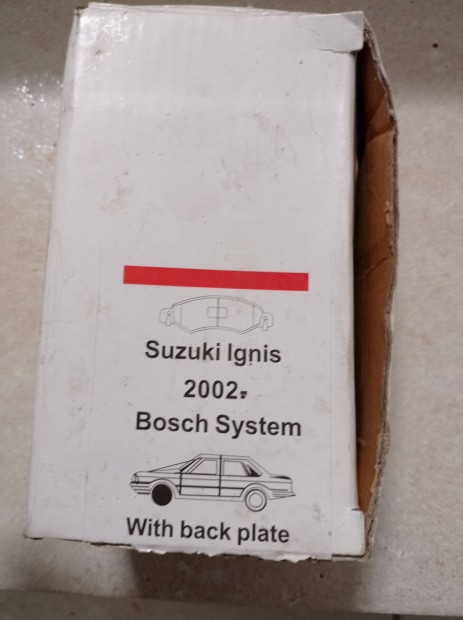 Suzuki Ignis
2002-
Bosch System
With back plate